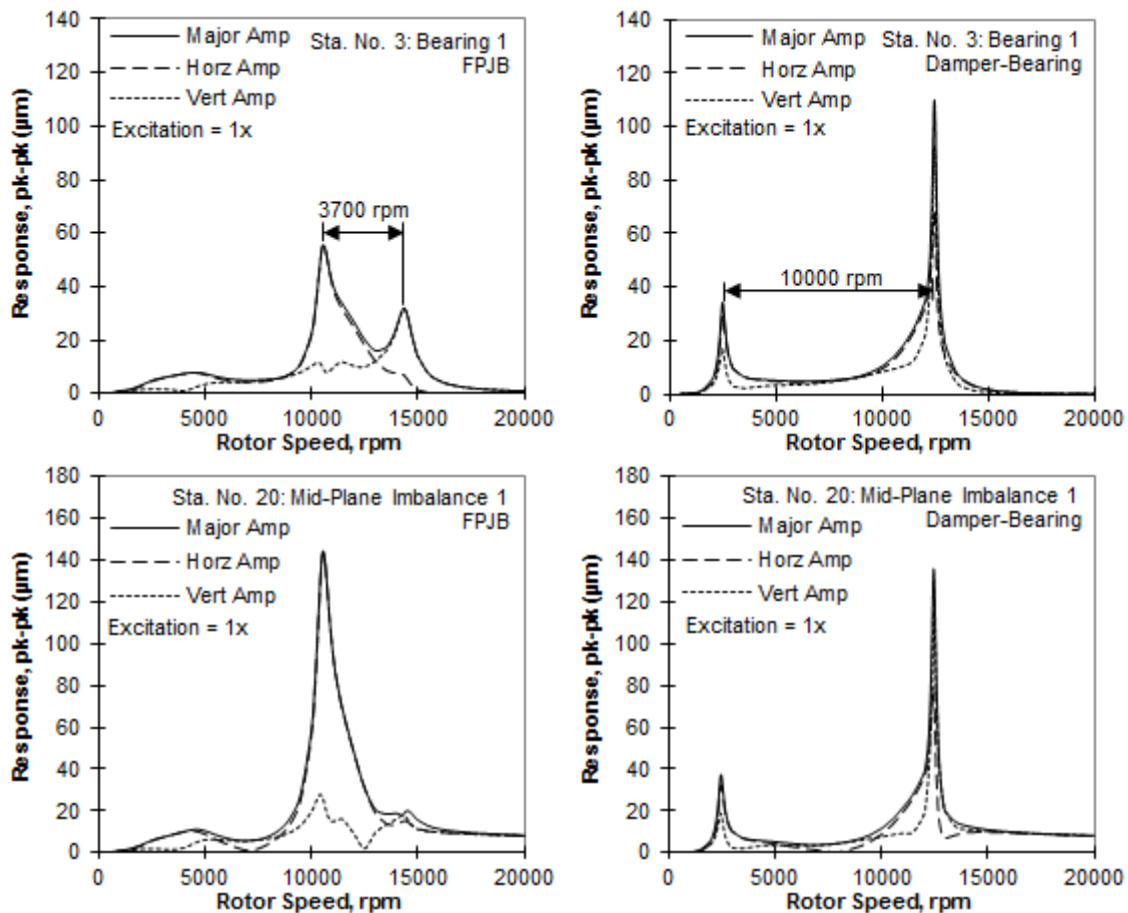 Response, pk-pk (µm)
140
120
100
80
60
40
20
0
Major Amp
Horz Amp
Vert Amp
Excitation = 1x
Sta. No. 3: Bearing 1
FPJB
3700 rpm
0 5000 10000 15000 20000
Rotor Speed, rpm
Response, pk-pk (µm)
140
120
100
80
60
40
20
0
Major Amp
Horz Amp
Vert Amp
Excitation = 1x
Sta. No. 3: Bearing 1
Damper-Bearing
10000 rpm
0 5000 10000 15000 20000
Rotor Speed, rpm
Response, pk-pk (µm)
180
160
140
120
100
80
60
40
20
0
Sta. No. 20: Mid-Plane Imbalance 1
FPJB
Major Amp
Horz Amp
Vert Amp
Excitation = 1x
0 5000 10000 15000 20000
Rotor Speed, rpm
Response, pk-pk (µm)
180
160
140
120
100
80
60
40
20
0
Sta. No. 20: Mid-Plane Imbalance 1
Damper-Bearing
Major Amp
Horz Amp
Vert Amp
Excitation = 1x
0 5000 10000 15000 20000
Rotor Speed, rpm